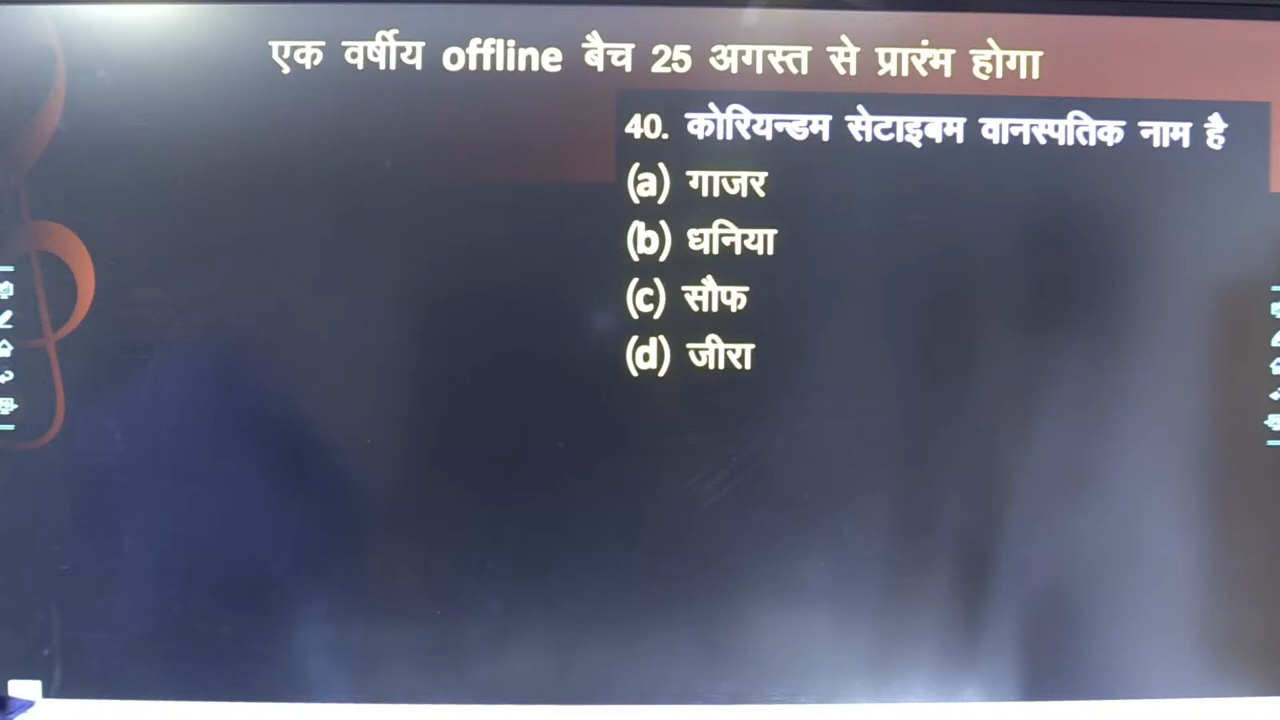 एक वर्षीय offline बैच 25 अगस्त से प्रारंभ होगा
40. कोरियन्डम सेटाइबम वानस्पतिक नाम है
(a) गाजर
(b) धनिया
(c) सौफ
(d) जीरा